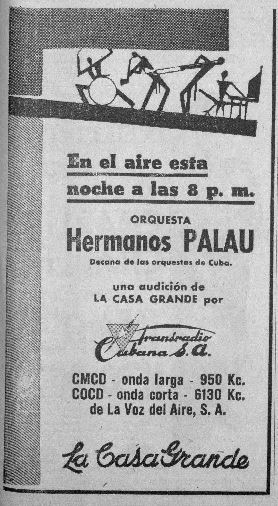 En el aire esta
noche a las 8 p. m.
ORQUESTA
Hermanos PALAU
Decana de las orquestas de Cuba.
una audición de
LA CASA GRANDE por
Transradio
Cubana S.A.
CMCD - onda larga - 950 Kc.
COCD - onda corta - 6130 Kc.
de La Voz del Aire, S. A.
La Casa Grande